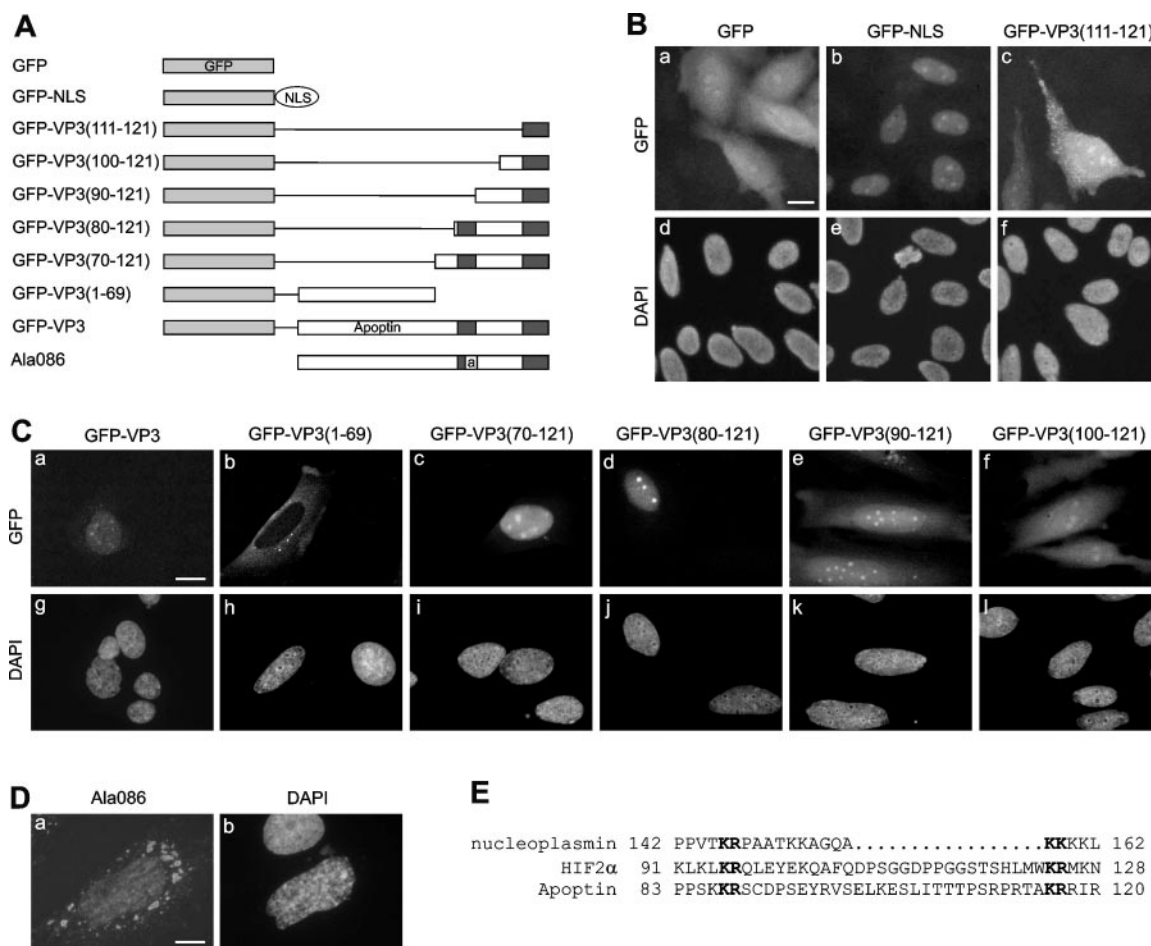 A
GFP
GFP
GFP-NLS
NLS
GFP-VP3(111-121)
GFP-VP3(100-121)
GFP-VP3(90-121)
GFP-VP3(80-121)
GFP-VP3(70-121)
GFP-VP3(1-69)
GFP-VP3
Apoptin
Ala086
a
B
GFP GFP-NLS GFP-VP3(111-121)
GFP
a b c
DAPI
d e f
C
GFP-VP3 GFP-VP3(1-69) GFP-VP3(70-121) GFP-VP3(80-121) GFP-VP3(90-121) GFP-VP3(100-121)
GFP
a b c d e f
DAPI
g h i j k l
D
Ala086 DAPI
a b
E
nucleoplasmin 142 PPVTKRPAATKKAGQA..................KKKKL 162
HIF2α 91 KLKLKRQLEYEKQAFQDPSGGDPPGGSTSHLMWKRMKN 128
Apoptin 83 PPSKKRSCDPSEYRVSELKESLITTTPSRPRTAKRRIR 120